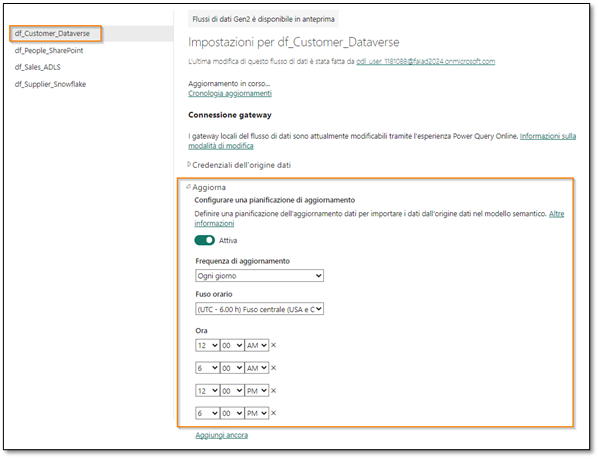 df_Customer_Dataverse
df_People_SharePoint
df_Sales_ADLS
df_Supplier_Snowflake
Flussi di dati Gen2 è disponibile in anteprima
Impostazioni per df_Customer_Dataverse
L'ultima modifica di questo flusso di dati è stata fatta da odl_user_1181088@faiad2024.onmicrosoft.com
Aggiornamento in corso...
Cronologia aggiornamenti
Connessione gateway
I gateway locali del flusso di dati sono attualmente modificabili tramite l'esperienza Power Query Online. Informazioni sulla
modalità di modifica
Credenziali dell'origine dati
Aggiorna
Configurare una pianificazione di aggiornamento
Definire una pianificazione dell'aggiornamento dati per importare i dati dall'origine dati nel modello semantico. Altre
informazioni
Attiva
Frequenza di aggiornamento
Ogni giorno
Fuso orario
(UTC - 6.00 h) Fuso centrale (USA e C
Ora
12 00 AM ×
6 00 AM ×
12 00 PM ×
6 00 PM ×
Aggiungi ancora